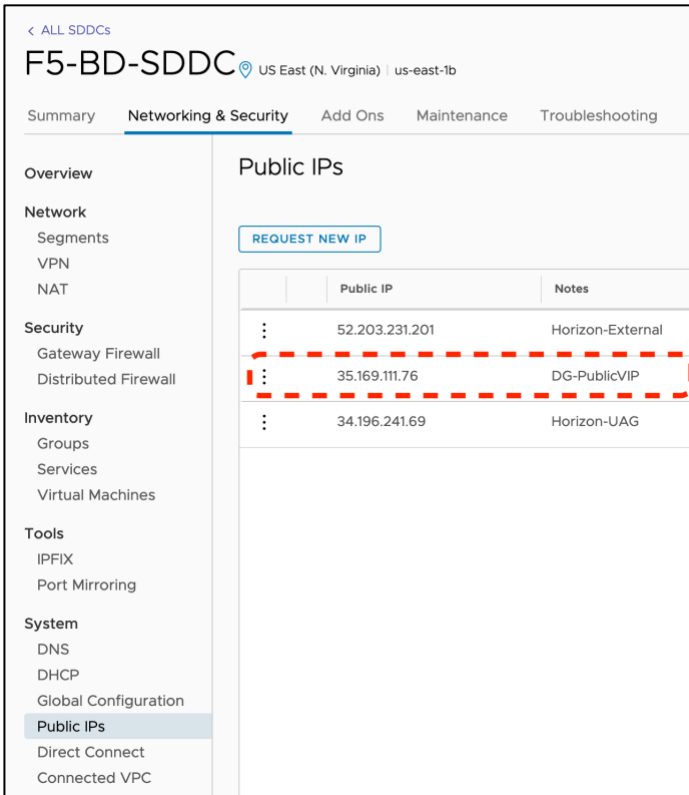 < ALL SDDCs
F5-BD-SDDC US East (N. Virginia) | us-east-1b
Summary Networking & Security Add Ons Maintenance Troubleshooting
Overview
Network
Segments
VPN
NAT
Security
Gateway Firewall
Distributed Firewall
Inventory
Groups
Services
Virtual Machines
Tools
IPFIX
Port Mirroring
System
DNS
DHCP
Global Configuration
Public IPs
Direct Connect
Connected VPC
Public IPs
REQUEST NEW IP
Public IP Notes
52.203.231.201 Horizon-External
35.169.111.76 DG-PublicVIP
34.196.241.69 Horizon-UAG